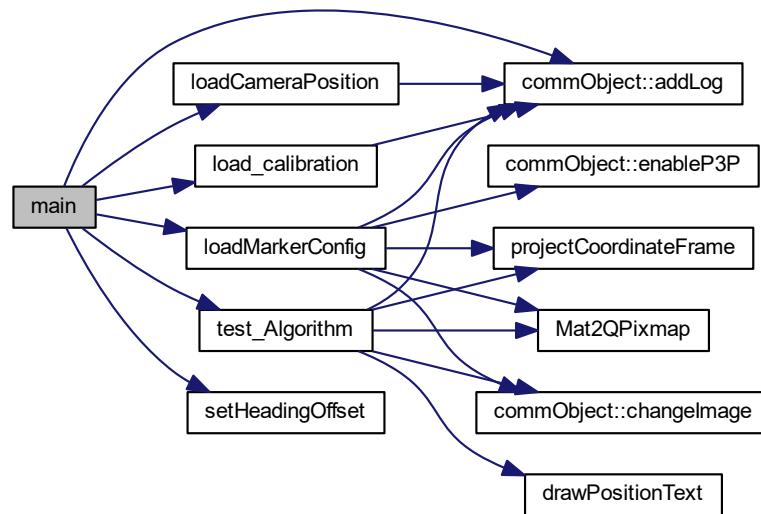 main
loadCameraPosition
load_calibration
loadMarkerConfig
test_Algorithm
setHeadingOffset
commObject::addLog
commObject::enableP3P
projectCoordinateFrame
Mat2QPixmap
commObject::changeImage
drawPositionText